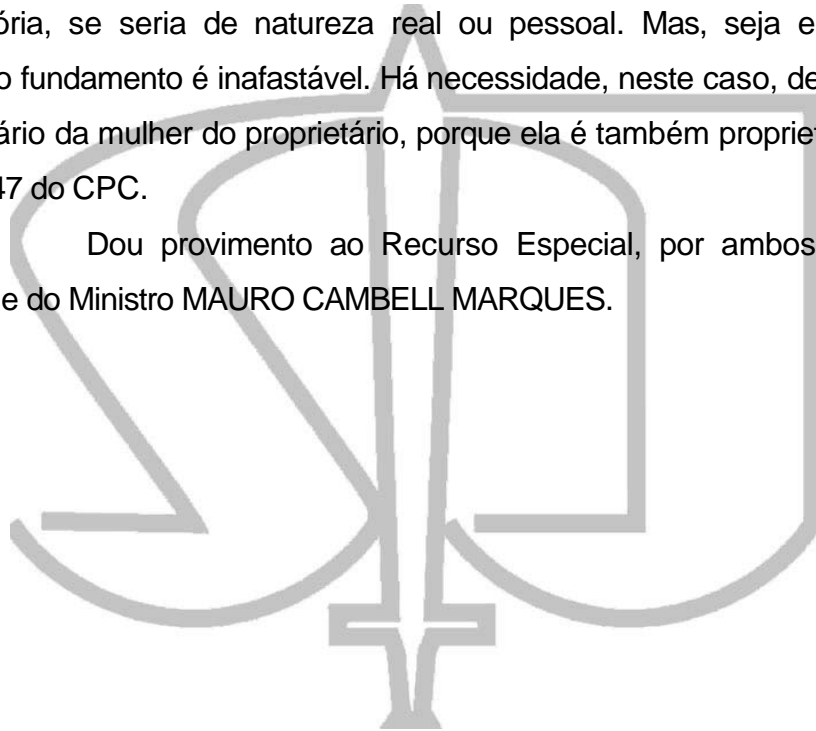 ória, se seria de natureza real ou pessoal. Mas, seja e
o fundamento é inafastável. Há necessidade, neste caso, de
ário da mulher do proprietário, porque ela é também propriet
47 do CPC.
Dou provimento ao Recurso Especial, por ambos
e do Ministro MAURO CAMBELL MARQUES.